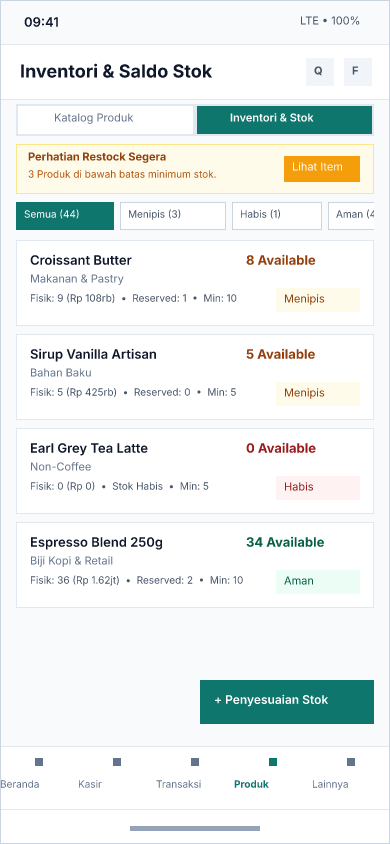 09:41
LTE • 100%
Inventori & Saldo Stok
Q
F
Katalog Produk
Inventori & Stok
Perhatian Restock Segera
3 Produk di bawah batas minimum stok.
Lihat Item
Semua (44)
Menipis (3)
Habis (1)
Aman (4
Croissant Butter
8 Available
Makanan & Pastry
Fisik: 9 (Rp 108rb) • Reserved: 1 • Min: 10
Menipis
Sirup Vanilla Artisan
5 Available
Bahan Baku
Fisik: 5 (Rp 425rb) • Reserved: 0 • Min: 5
Menipis
Earl Grey Tea Latte
0 Available
Non-Coffee
Fisik: 0 (Rp 0) • Stok Habis • Min: 5
Habis
Espresso Blend 250g
34 Available
Biji Kopi & Retail
Fisik: 36 (Rp 1.62jt) • Reserved: 2 • Min: 10
Aman
+ Penyesuaian Stok
Beranda
Kasir
Transaksi
Produk
Lainnya